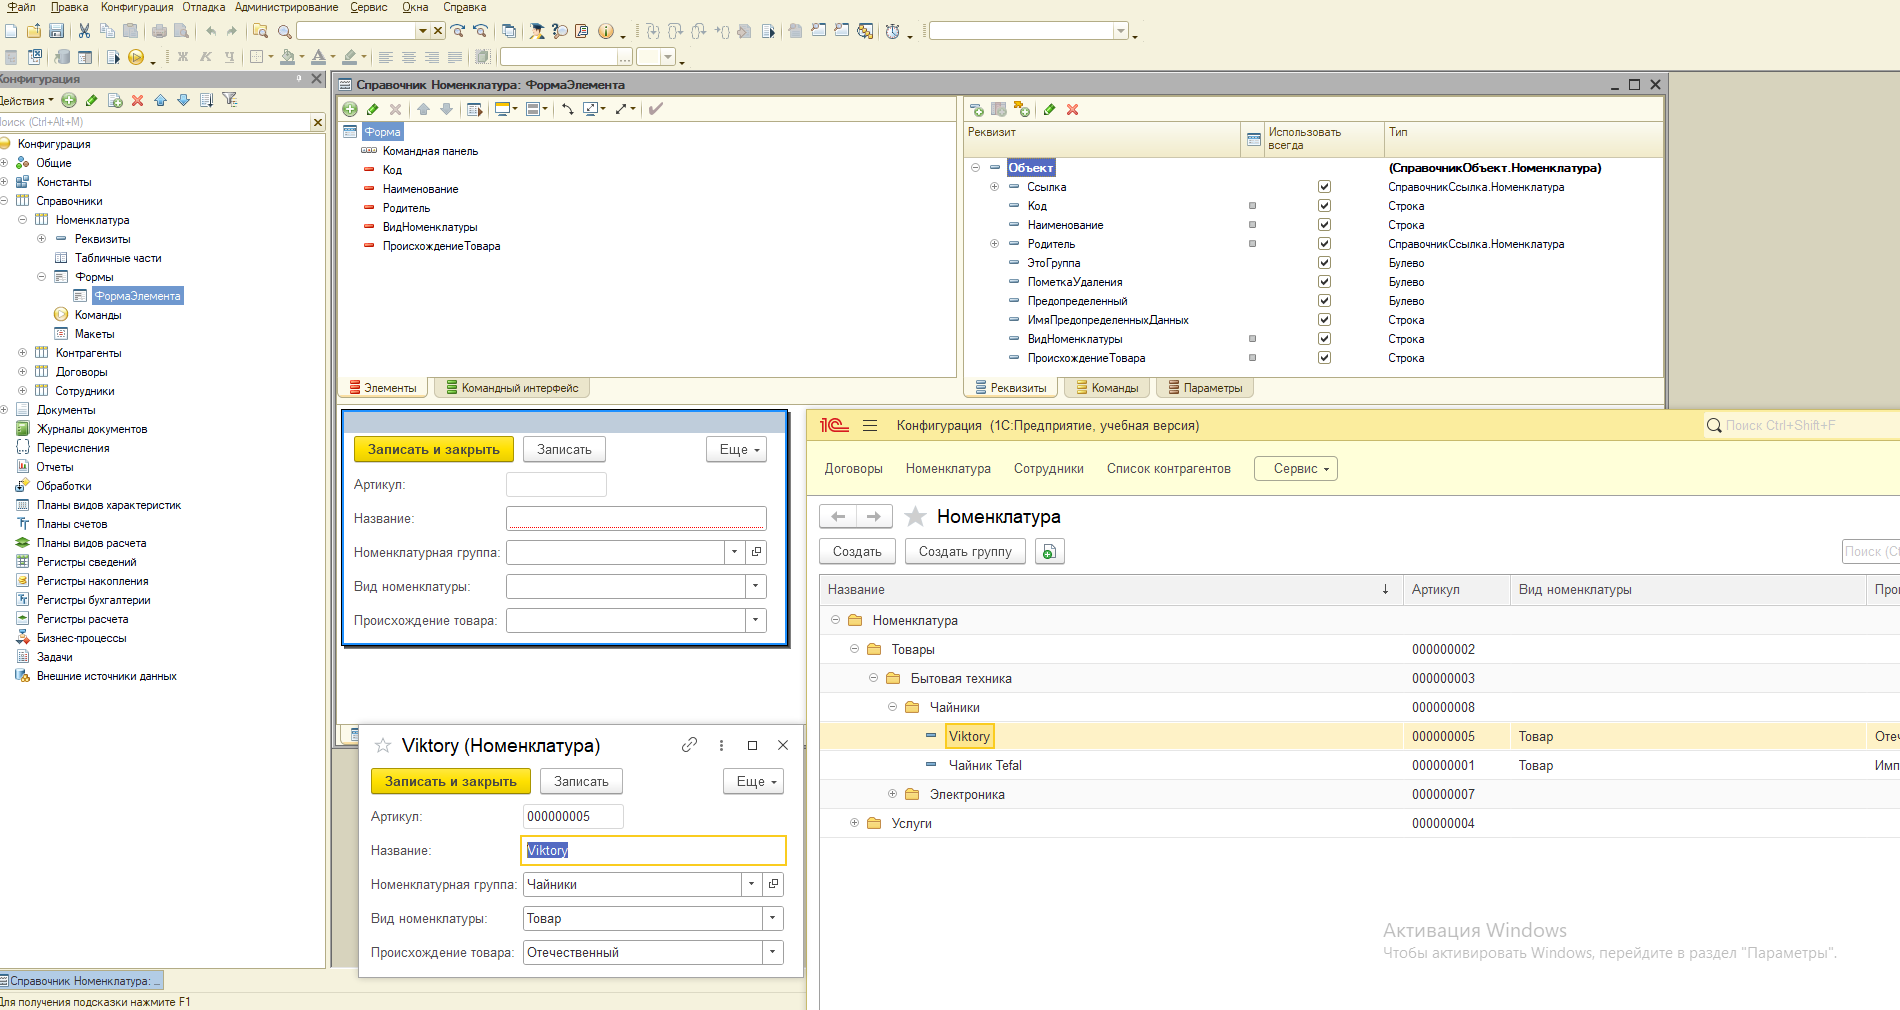 Файл Правка Конфигурация Отладка Администрирование Сервис Окна Справка
Ж К Ч
Конфигурация
Действия
Поиск (Ctrl+Alt+M)
Конфигурация
Общие
Константы
Справочники
Номенклатура
Реквизиты
Табличные части
Формы
ФормаЭлемента
Команды
Макеты
Контрагенты
Договоры
Сотрудники
Документы
Журналы документов
Перечисления
Отчеты
Обработки
Планы видов характеристик
Планы счетов
Планы видов расчета
Регистры сведений
Регистры накопления
Регистры бухгалтерии
Регистры расчета
Бизнес-процессы
Задачи
Внешние источники данных
Справочник Номенклатура: ФормаЭлемента
Форма
Командная панель
Код
Наименование
Родитель
ВидНоменклатуры
ПроисхождениеТовара
Элементы Командный интерфейс
Реквизит Использовать всегда Тип
Объект (СправочникОбъект.Номенклатура)
Ссылка СправочникСсылка.Номенклатура
Код Строка
Наименование Строка
Родитель СправочникСсылка.Номенклатура
ЭтоГруппа Булево
ПометкаУдаления Булево
Предопределенный Булево
ИмяПредопределенныхДанных Строка
ВидНоменклатуры Строка
ПроисхождениеТовара Строка
Реквизиты Команды Параметры
Записать и закрыть Записать Еще
Артикул:
Название:
Номенклатурная группа:
Вид номенклатуры:
Происхождение товара:
Viktory (Номенклатура)
Записать и закрыть Записать Еще
Артикул: 000000005
Название: Viktory
Номенклатурная группа: Чайники
Вид номенклатуры: Товар
Происхождение товара: Отечественный
1С Конфигурация (1С:Предприятие, учебная версия) Поиск Ctrl+Shift+F
Договоры Номенклатура Сотрудники Список контрагентов Сервис
Номенклатура
Создать Создать группу Поиск (Ct
Название ↓ Артикул Вид номенклатуры Про
Номенклатура
Товары 000000002
Бытовая техника 000000003
Чайники 000000008
Viktory 000000005 Товар Отеч
Чайник Tefal 000000001 Товар Имп
Электроника 000000007
Услуги 000000004
Активация Windows
Чтобы активировать Windows, перейдите в раздел "Параметры".
Справочник Номенклатура: ...
Для получения подсказки нажмите F1